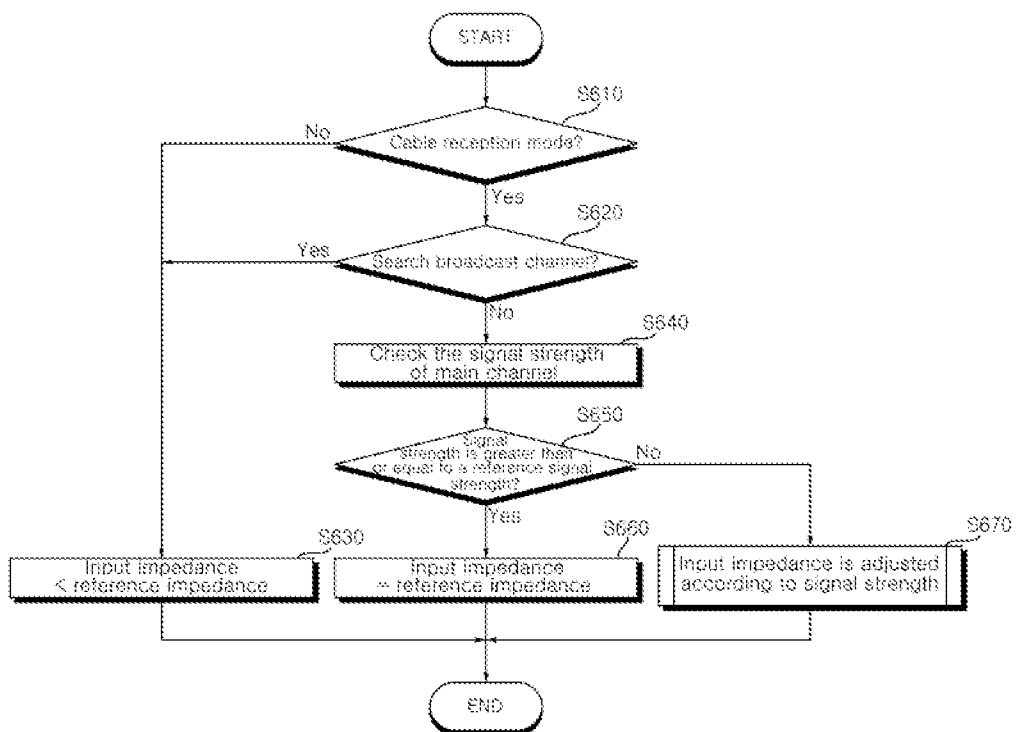 START
S610
No
Cable reception mode?
Yes
S620
Yes
Search broadcast channel?
No
S640
Check the signal strength
of main channel
S650
Signal
strength is greater than
or equal to a reference signal
strength?
No
Yes
S630
Input impedance
< reference impedance
S660
Input impedance
= reference impedance
S670
Input impedance is adjusted
according to signal strength
END